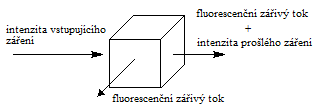 fluorescenční zářivý tok
+
intenzita prošlého záření
intenzita vstupujícího
záření
fluorescenční zářivý tok